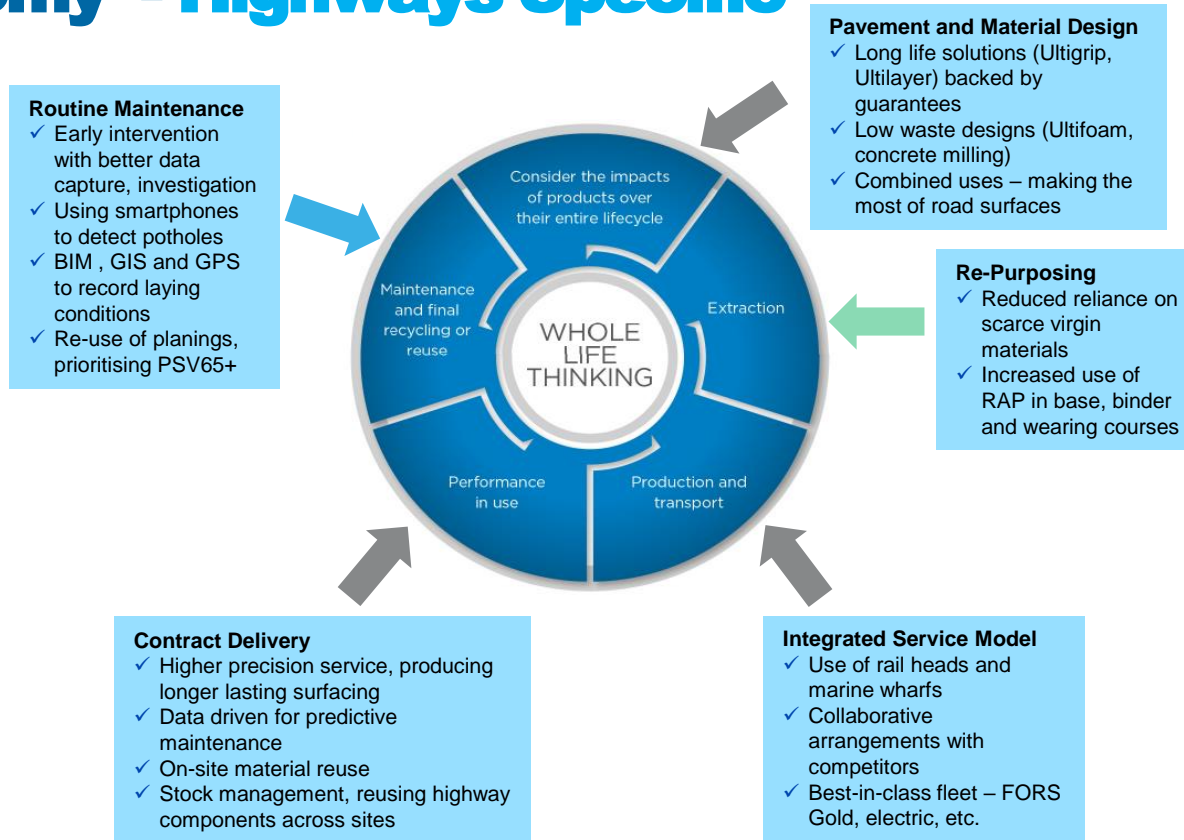 - Highways Specific
Pavement and Material Design
✓ Long life solutions (Ultigrip,
Ultilayer) backed by
guarantees
✓ Low waste designs (Ultifoam,
concrete milling)
✓ Combined uses – making the
most of road surfaces
Routine Maintenance
✓ Early intervention
with better data
capture, investigation
✓ Using smartphones
to detect potholes
✓ BIM , GIS and GPS
to record laying
conditions
✓ Re-use of planings,
prioritising PSV65+
Consider the impacts
of products over
their entire lifecycle
Extraction
Production and
transport
Performance
in use
Maintenance
and final
recycling or
reuse
WHOLE
LIFE
THINKING
Re-Purposing
✓ Reduced reliance on
scarce virgin
materials
✓ Increased use of
RAP in base, binder
and wearing courses
Contract Delivery
✓ Higher precision service, producing
longer lasting surfacing
✓ Data driven for predictive
maintenance
✓ On-site material reuse
✓ Stock management, reusing highway
components across sites
Integrated Service Model
✓ Use of rail heads and
marine wharfs
✓ Collaborative
arrangements with
competitors
✓ Best-in-class fleet – FORS
Gold, electric, etc.